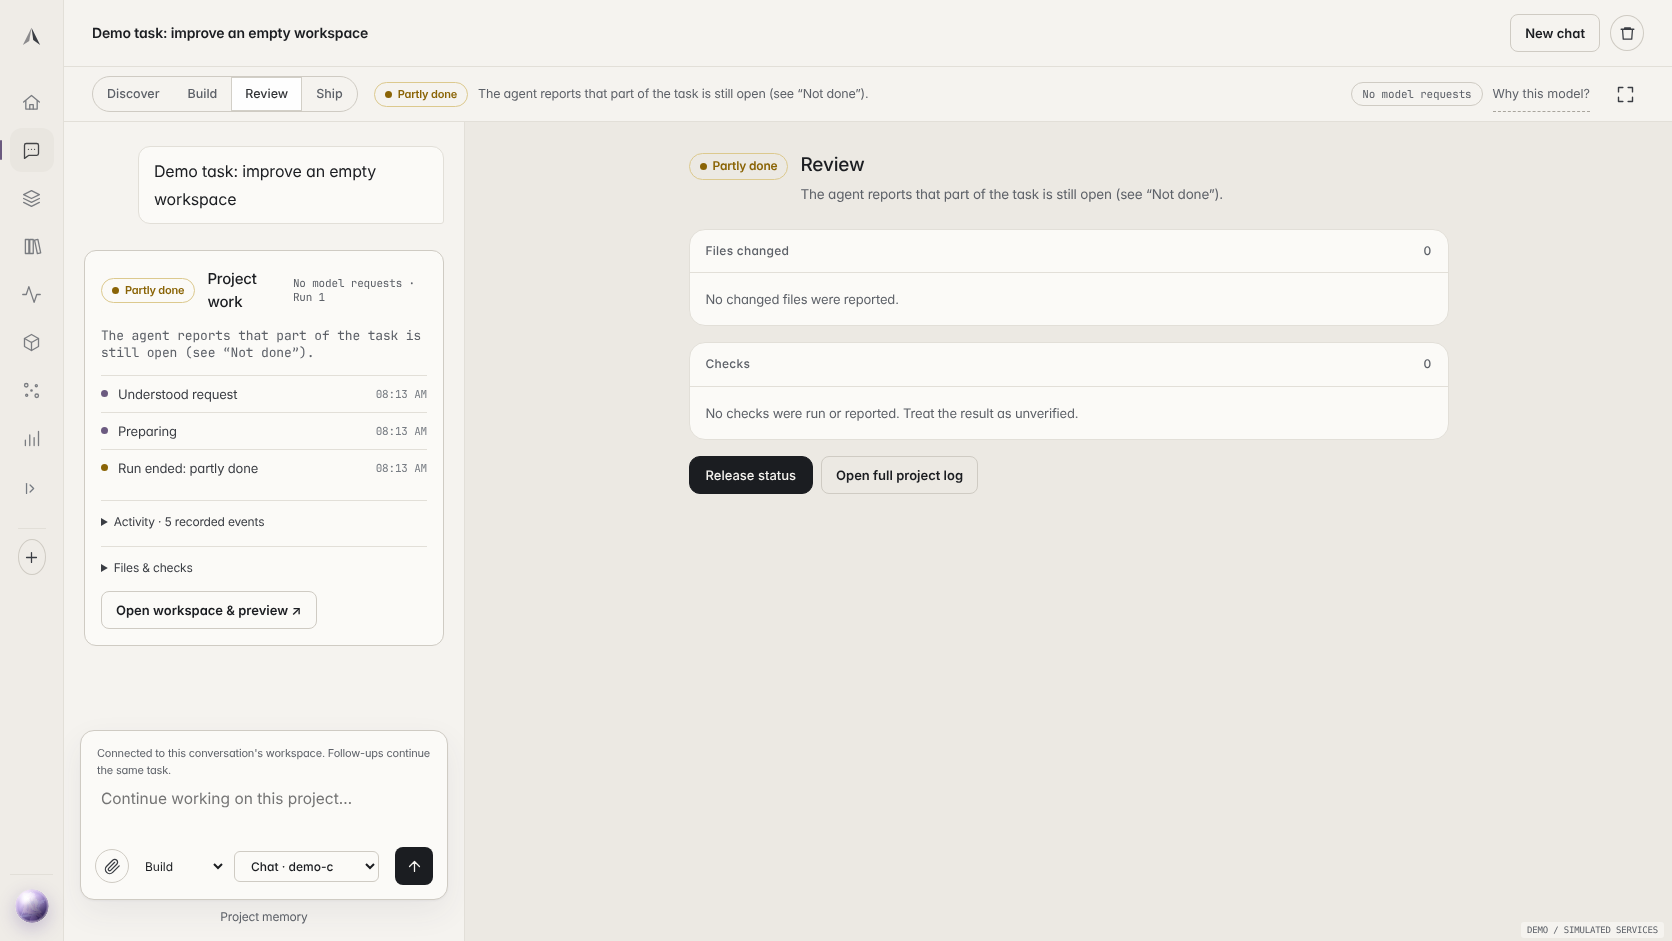 Demo task: improve an empty workspace
New chat
Discover
Build
Review
Ship
Partly done
The agent reports that part of the task is still open (see “Not done”).
No model requests
Why this model?
Demo task: improve an empty
workspace
Partly done
Project
work
No model requests ·
Run 1
The agent reports that part of the task is
still open (see “Not done”).
Understood request
08:13 AM
Preparing
08:13 AM
Run ended: partly done
08:13 AM
Activity · 5 recorded events
Files & checks
Open workspace & preview ↗
Connected to this conversation's workspace. Follow-ups continue
the same task.
Continue working on this project...
Build
Chat · demo-c
Project memory
Partly done
Review
The agent reports that part of the task is still open (see “Not done”).
Files changed
0
No changed files were reported.
Checks
0
No checks were run or reported. Treat the result as unverified.
Release status
Open full project log
DEMO / SIMULATED SERVICES